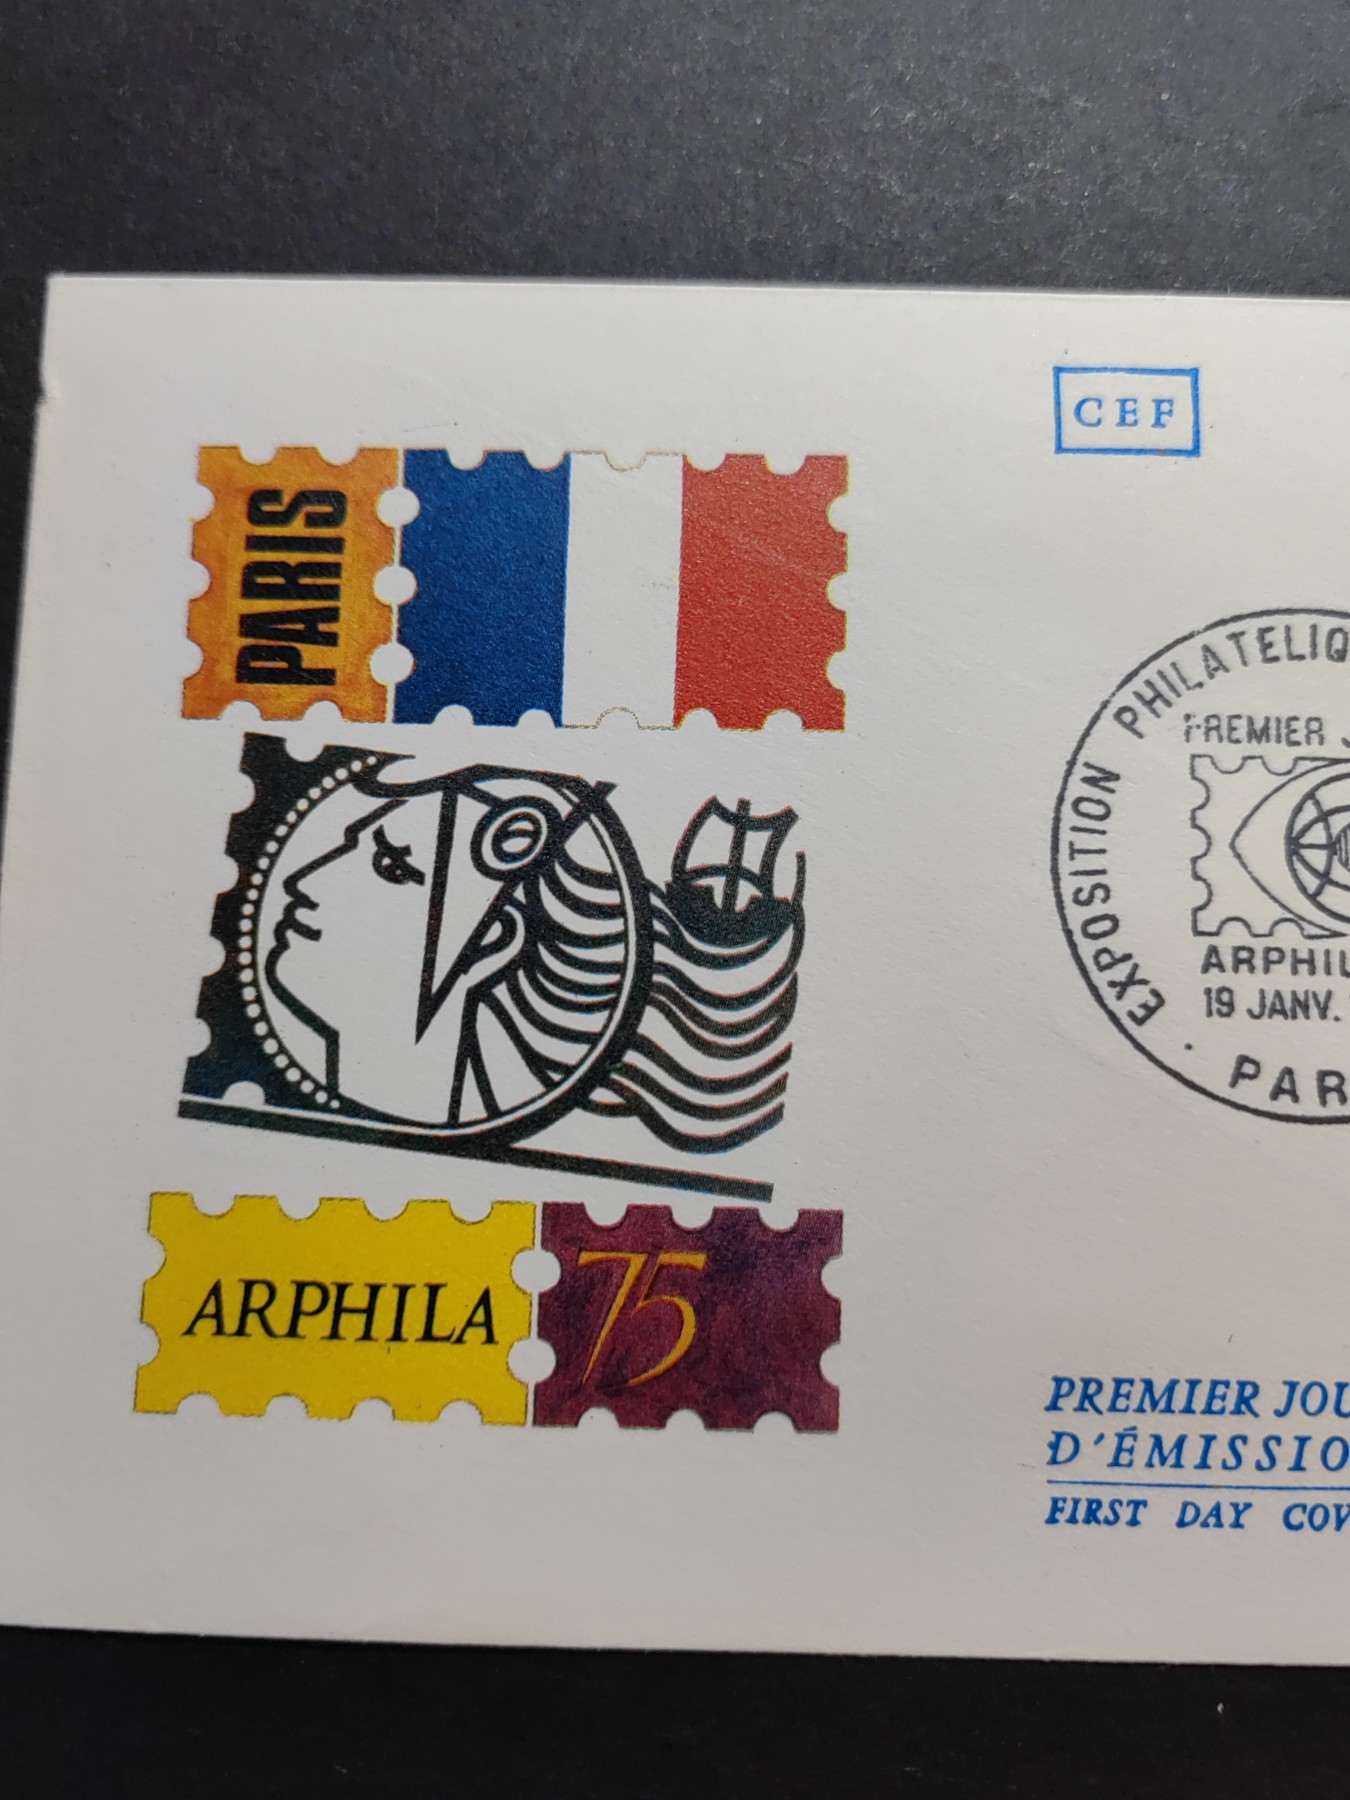 CEF
PARIS
EXPOSITION PHILATELIQ
PREMIER J
ARPHIL
19 JANV.
PAR
ARPHILA
75
PREMIER JOU
D'ÉMISSIO
FIRST DAY COV